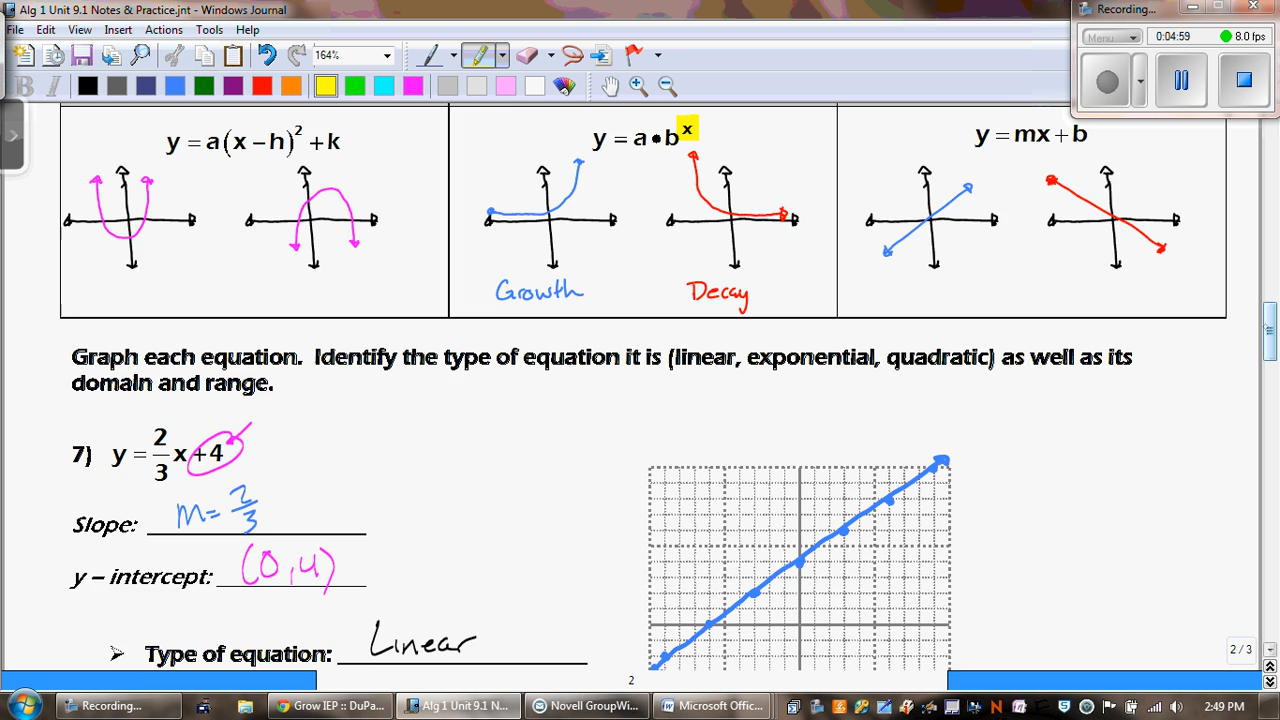 Alg 1 Unit 9.1 Notes & Practice.jnt - Windows Journal
Recording...
File Edit View Insert Actions Tools Help
Menu
00:04:59
8.0 fps
164%
B I
y = a(x – h)² + k
y = a•bˣ
y = mx + b
Growth
Decay
Graph each equation. Identify the type of equation it is (linear, exponential, quadratic) as well as its
domain and range.
7) y = 2/3 x + 4
Slope: m = 2/3
y – intercept: (0, 4)
➢ Type of equation: Linear
2
2 / 3
Recording...
Grow IEP :: DuPa...
Alg 1 Unit 9.1 N...
Novell GroupWi...
Microsoft Offic...
2:49 PM